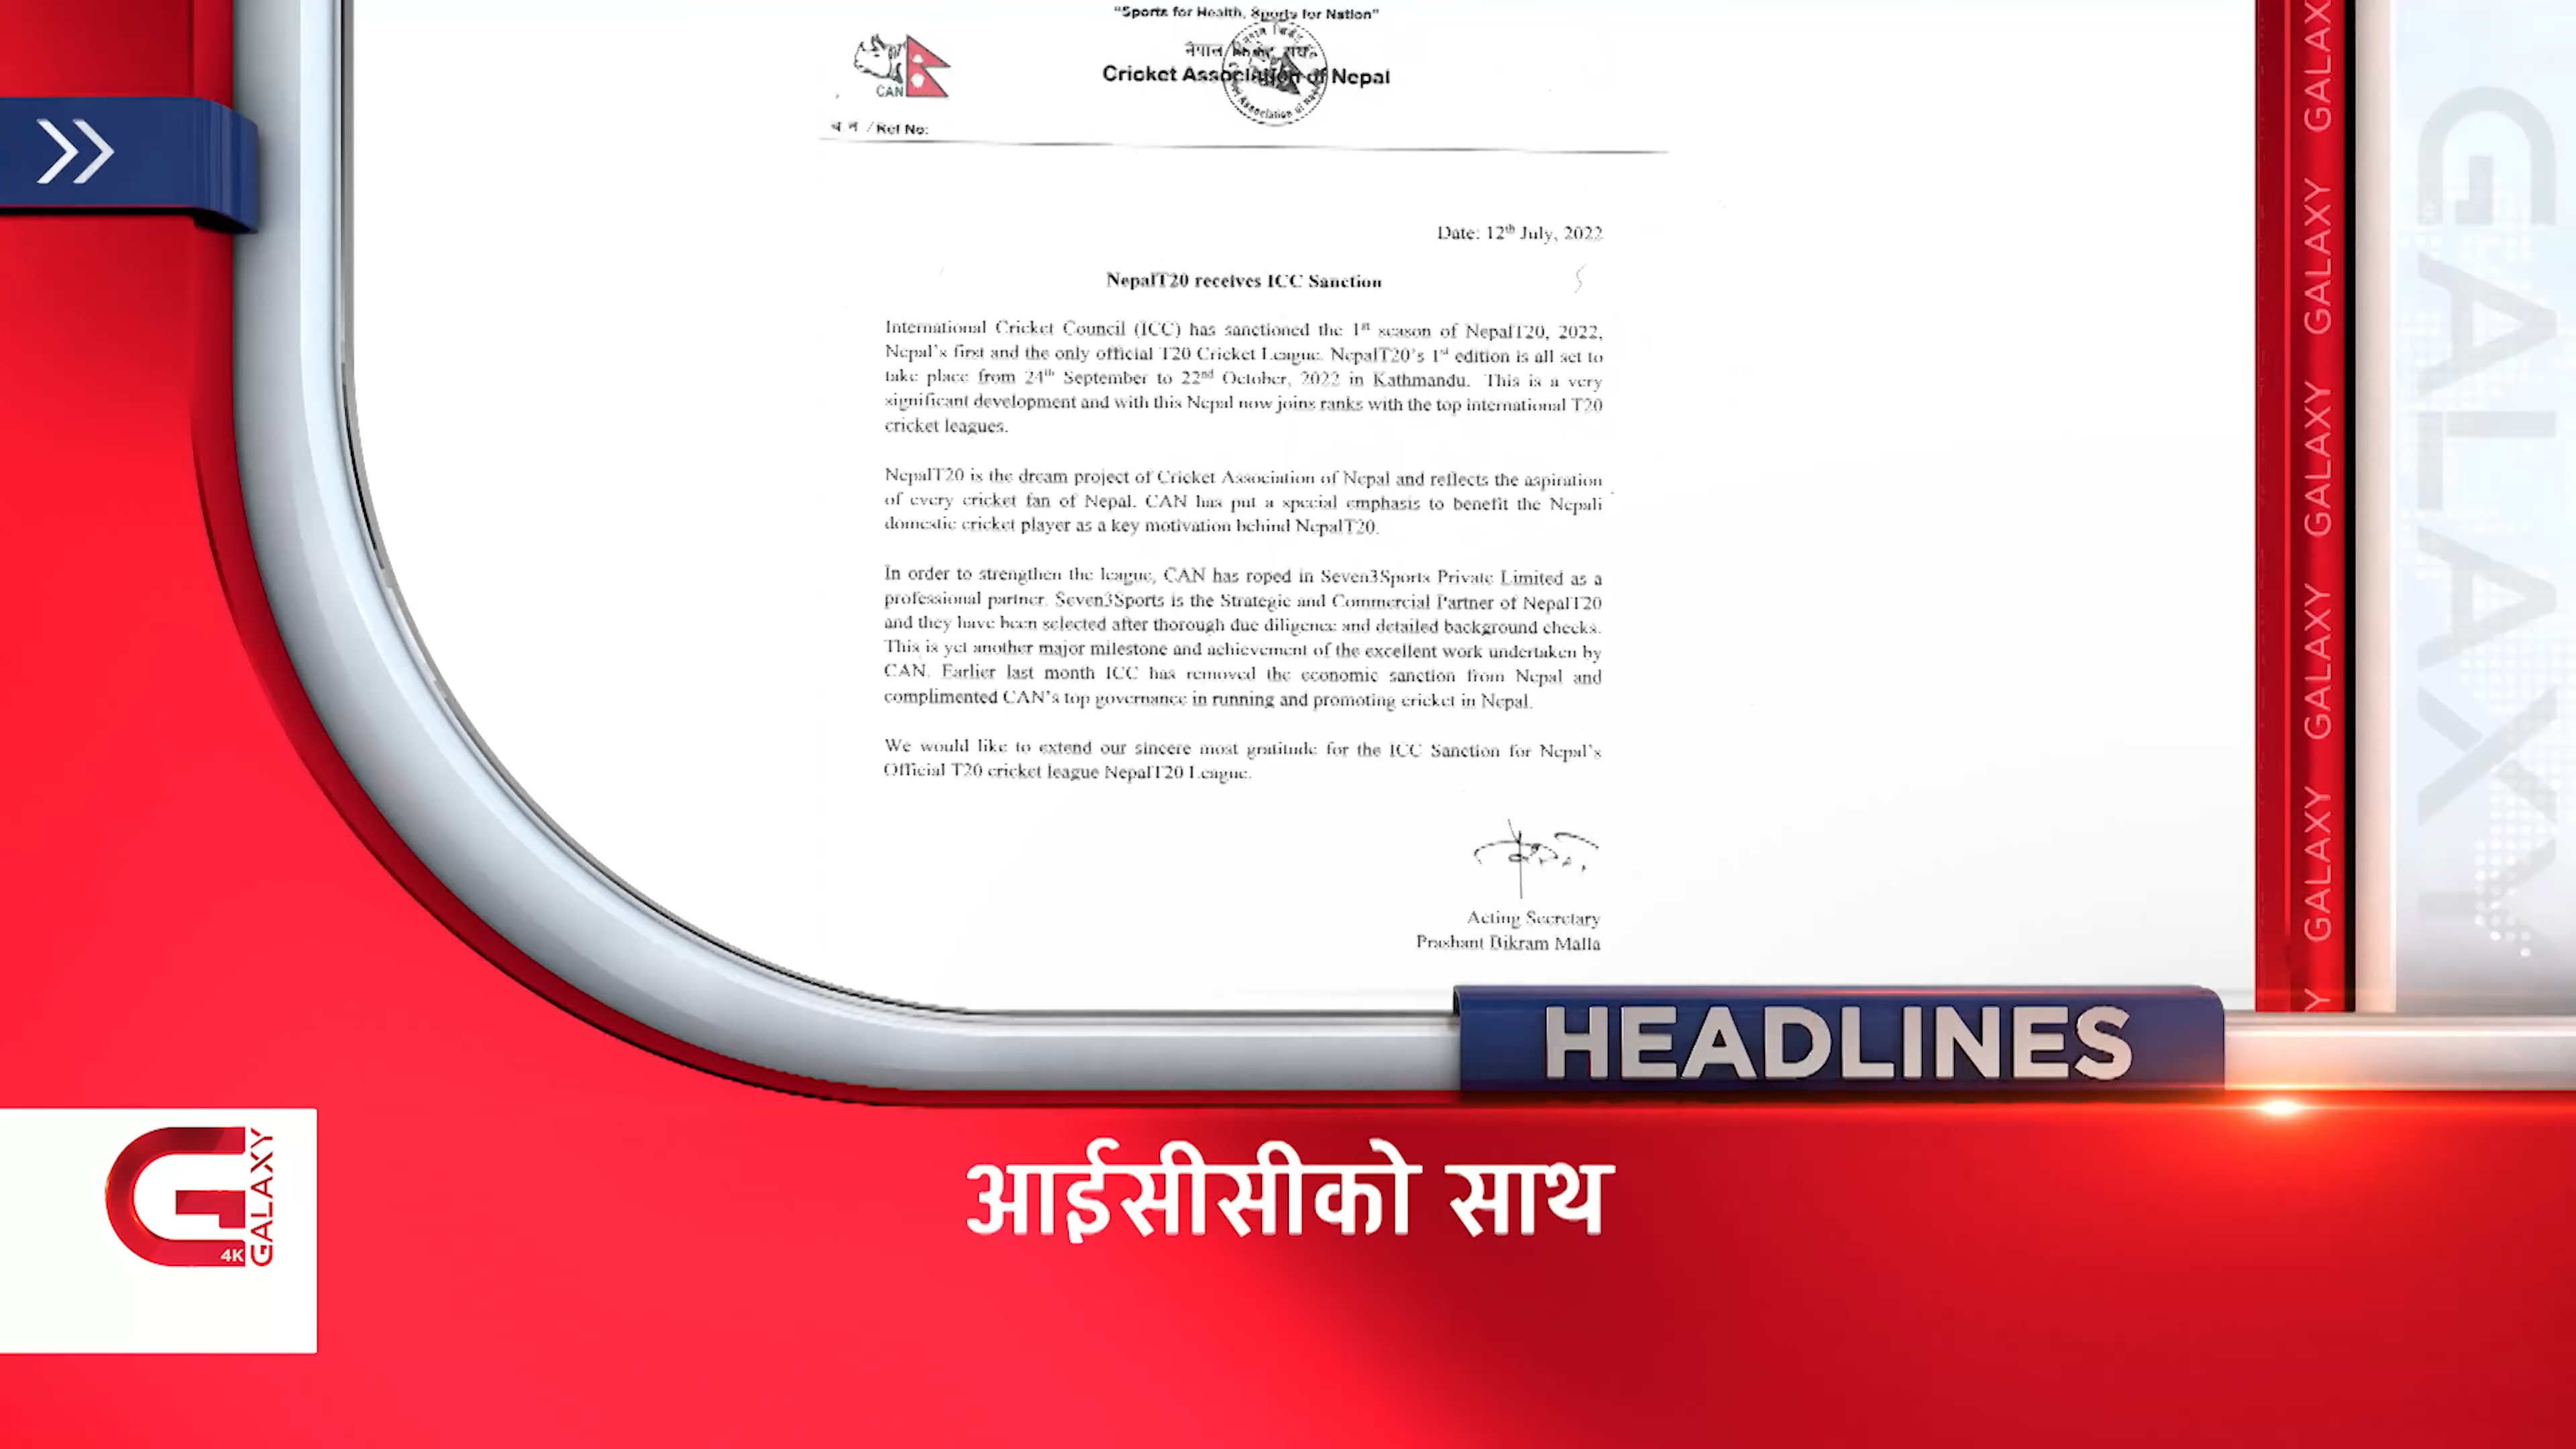 "Sports for Health, Sports for Nation"
Cricket Association of Nepal
CAN
/ Ref No:
Date: 12th July, 2022
NepalT20 receives ICC Sanction
International Cricket Council (ICC) has sanctioned the 1st season of NepalT20, 2022,
Nepal's first and the only official T20 Cricket League. NepalT20's 1st edition is all set to
take place from 24th September to 22nd October, 2022 in Kathmandu. This is a very
significant development and with this Nepal now joins ranks with the top international T20
cricket leagues.
NepalT20 is the dream project of Cricket Association of Nepal and reflects the aspiration
of every cricket fan of Nepal. CAN has put a special emphasis to benefit the Nepali
domestic cricket player as a key motivation behind NepalT20.
In order to strengthen the league, CAN has roped in Seven3Sports Private Limited as a
professional partner. Seven3Sports is the Strategic and Commercial Partner of NepalT20
and they have been selected after thorough due diligence and detailed background checks.
This is yet another major milestone and achievement of the excellent work undertaken by
CAN. Earlier last month ICC has removed the economic sanction from Nepal and
complimented CAN's top governance in running and promoting cricket in Nepal.
We would like to extend our sincere most gratitude for the ICC Sanction for Nepal's
Official T20 cricket league NepalT20 League.
Acting Secretary
Prashant Bikram Malla
HEADLINES
आईसीसीको साथ
GALAXY
4K
GALAXY GALAXY GALAXY GALAXY GALAXY
GALAXY